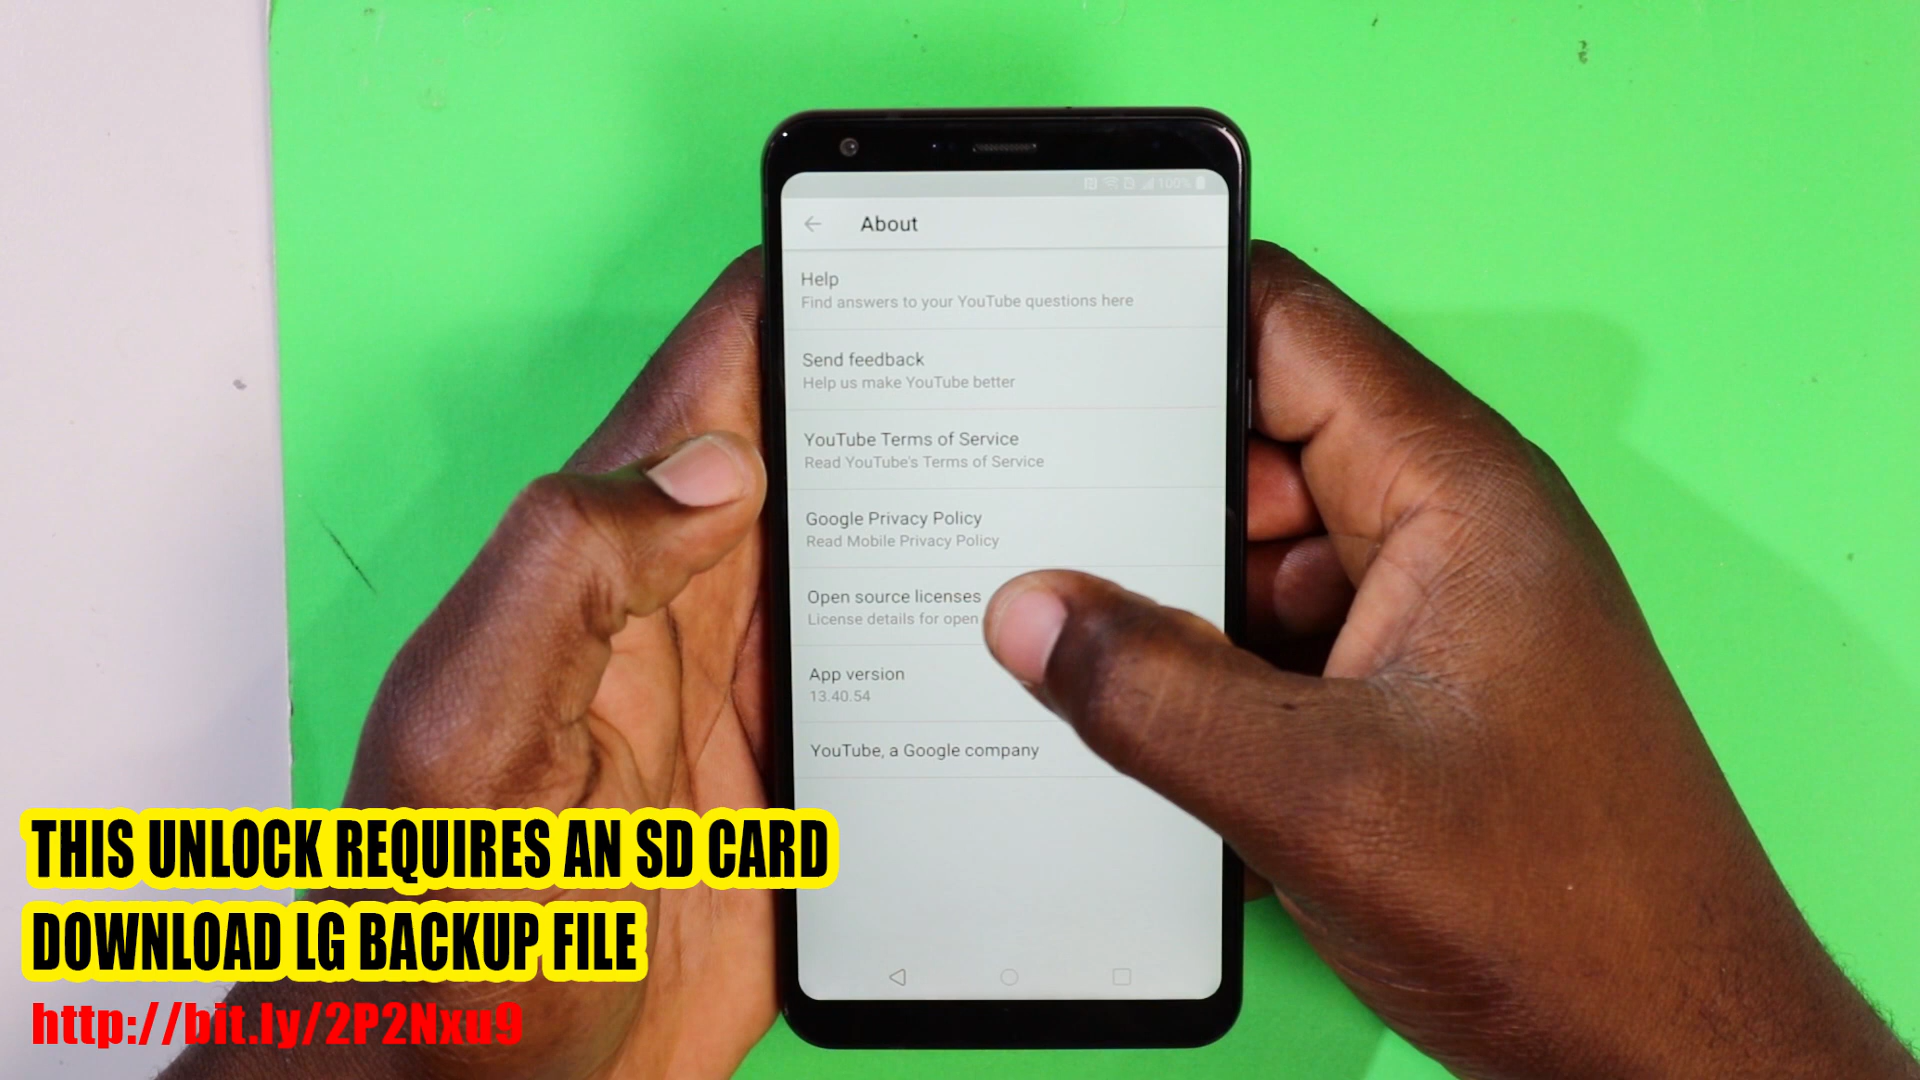 100%
About
Help
Find answers to your YouTube questions here
Send feedback
Help us make YouTube better
YouTube Terms of Service
Read YouTube's Terms of Service
Google Privacy Policy
Read Mobile Privacy Policy
Open source licenses
License details for open
App version
13.40.54
YouTube, a Google company
THIS UNLOCK REQUIRES AN SD CARD
DOWNLOAD LG BACKUP FILE
http://bit.ly/2P2Nxu9